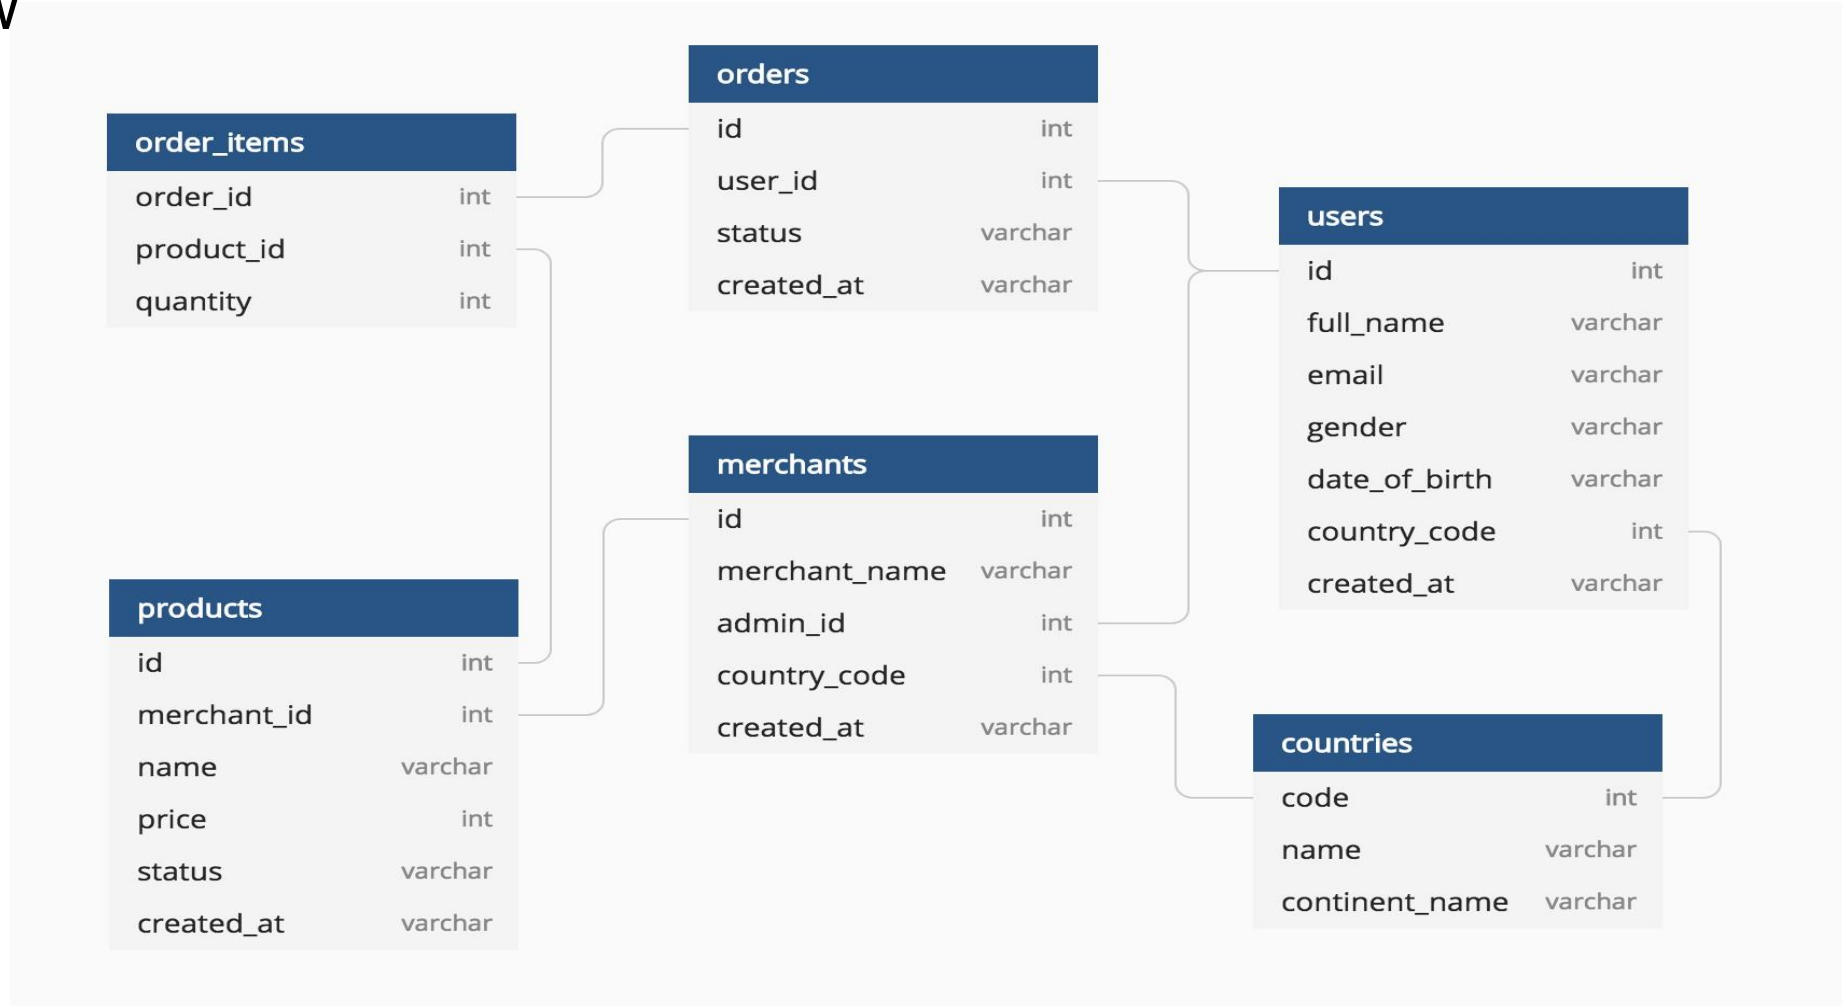 order_items
order_id int
product_id int
quantity int
orders
id int
user_id int
status varchar
created_at varchar
users
id int
full_name varchar
email varchar
gender varchar
date_of_birth varchar
country_code int
created_at varchar
merchants
id int
merchant_name varchar
admin_id int
country_code int
created_at varchar
products
id int
merchant_id int
name varchar
price int
status varchar
created_at varchar
countries
code int
name varchar
continent_name varchar